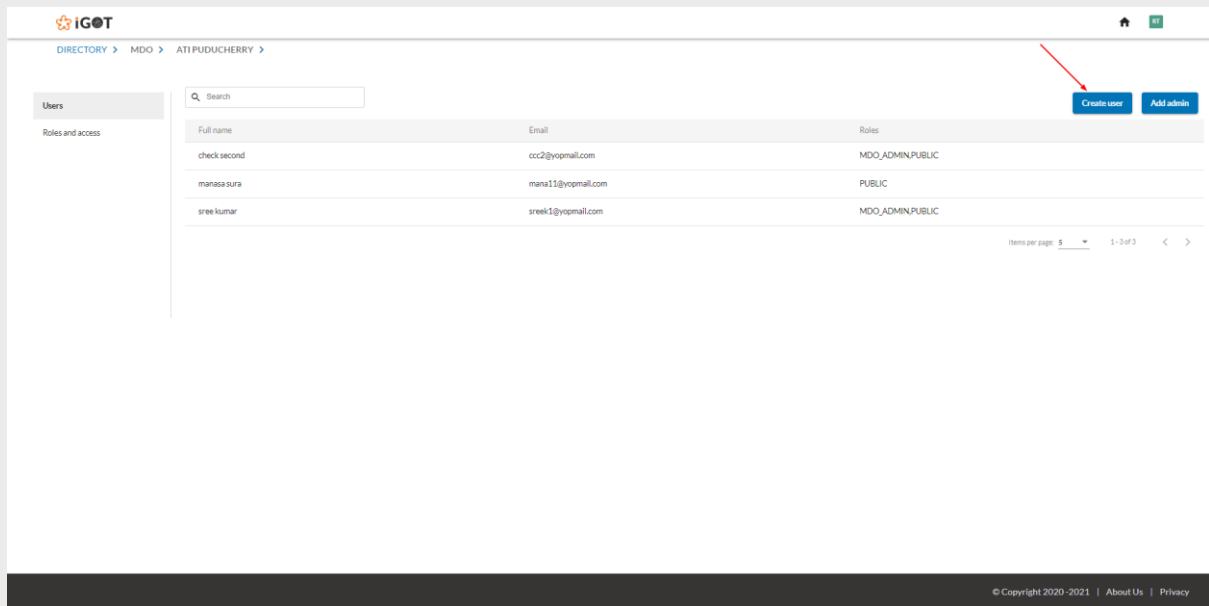 iGOT
RT
DIRECTORY > MDO > ATI PUDUCHERRY >
Users
Roles and access
Search
Create user
Add admin
Full name Email Roles
check second ccc2@yopmail.com MDO_ADMIN,PUBLIC
manasa sura mana11@yopmail.com PUBLIC
sree kumar sreek1@yopmail.com MDO_ADMIN,PUBLIC
Items per page: 5 1 - 3 of 3 < >
© Copyright 2020 -2021 | About Us | Privacy